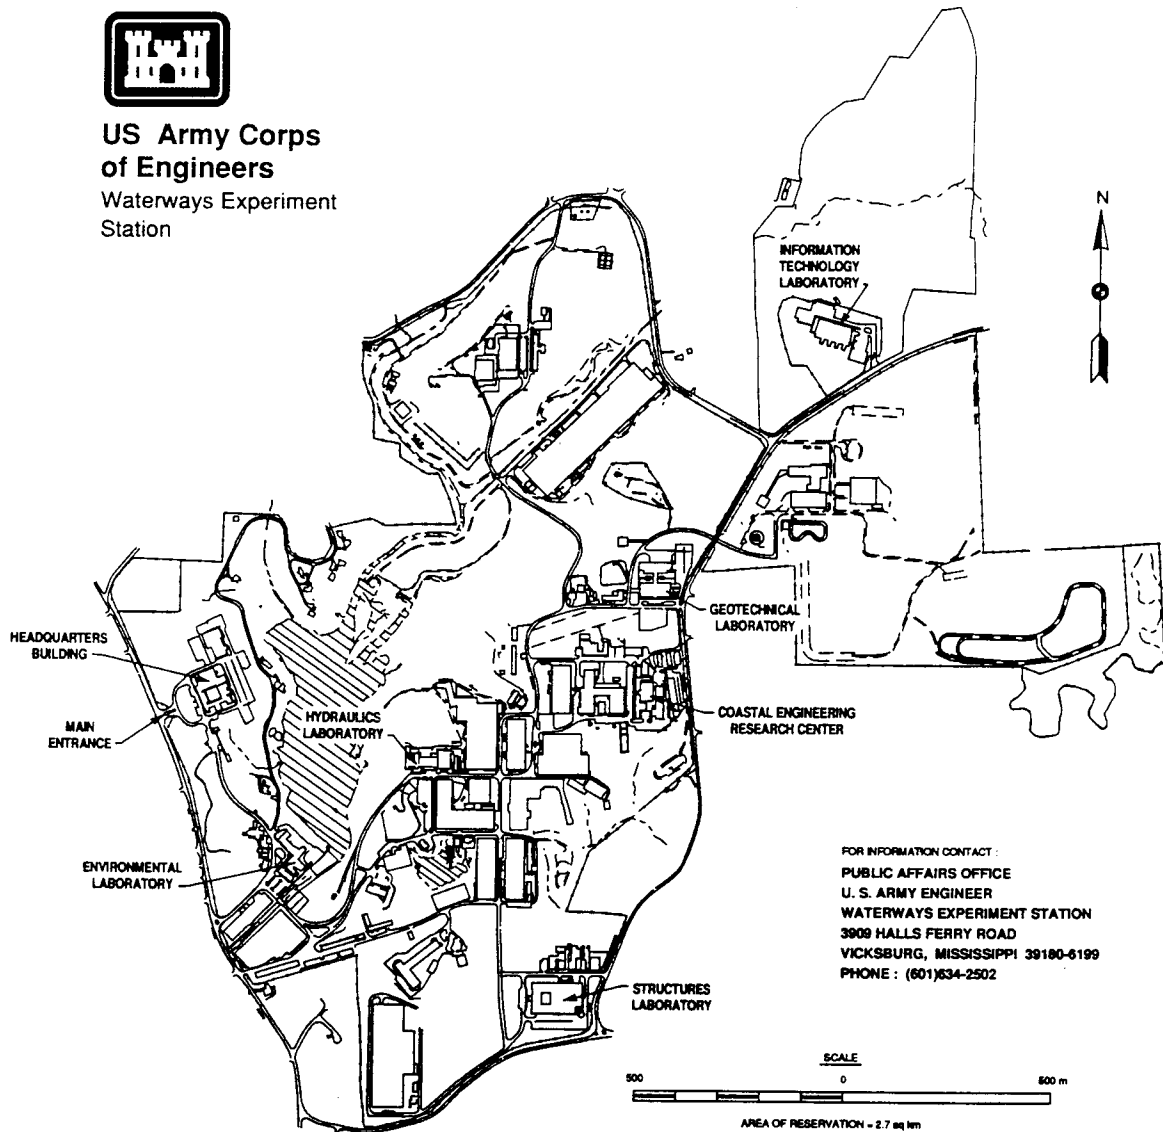 US Army Corps
of Engineers
Waterways Experiment
Station
N
INFORMATION
TECHNOLOGY
LABORATORY
GEOTECHNICAL
LABORATORY
HEADQUARTERS
BUILDING
MAIN
ENTRANCE
HYDRAULICS
LABORATORY
COASTAL ENGINEERING
RESEARCH CENTER
ENVIRONMENTAL
LABORATORY
STRUCTURES
LABORATORY
FOR INFORMATION CONTACT :
PUBLIC AFFAIRS OFFICE
U. S. ARMY ENGINEER
WATERWAYS EXPERIMENT STATION
3909 HALLS FERRY ROAD
VICKSBURG, MISSISSIPPI 39180-6199
PHONE : (601)634-2502
SCALE
500 0 500 m
AREA OF RESERVATION = 2.7 sq km